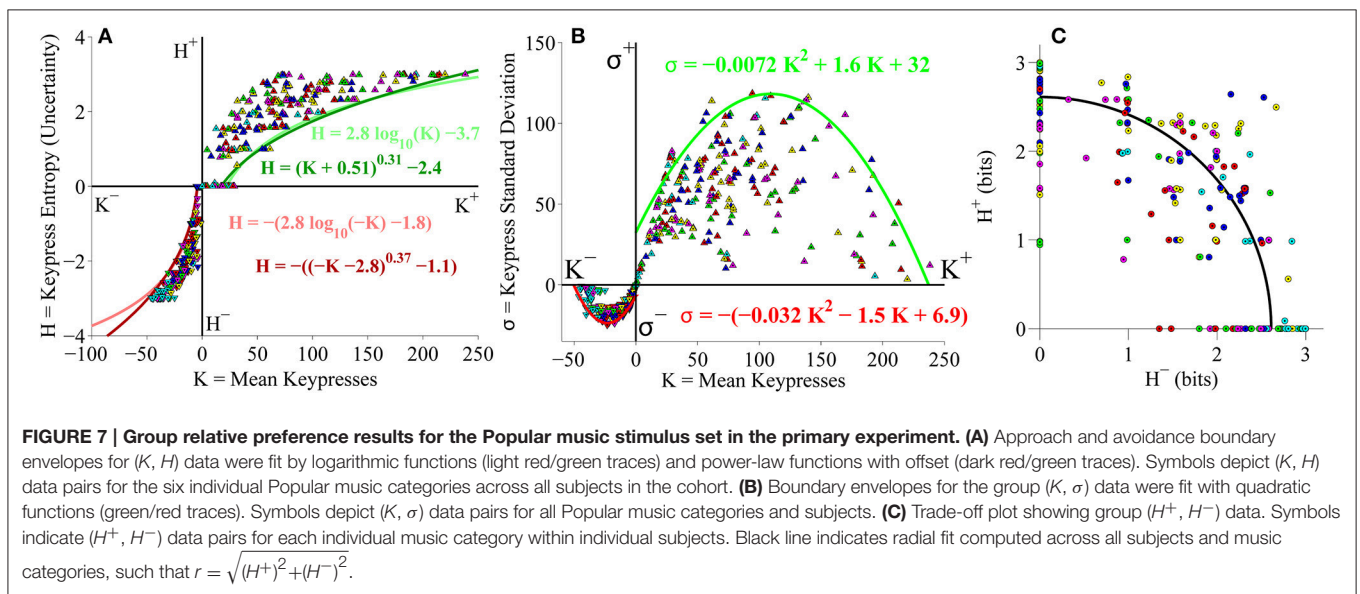 A
H⁺
H = Keypress Entropy (Uncertainty)
4
3
2
1
0
−2
−4
K⁻
K⁺
H = 2.8 log₁₀(K) −3.7
H = (K + 0.51)^0.31 −2.4
H = −(2.8 log₁₀(−K) −1.8)
H = −((−K −2.8)^0.37 −1.1)
H⁻
−100 −50 0 50 100 150 200 250
K = Mean Keypresses
B
σ⁺
σ = Keypress Standard Deviation
150
100
50
0
−50
σ = −0.0072 K² + 1.6 K + 32
K⁻
K⁺
σ⁻
σ = −(−0.032 K² − 1.5 K + 6.9)
−50 0 50 100 150 200 250
K = Mean Keypresses
C
H⁺ (bits)
3
2
1
0
0 1 2 3
H⁻ (bits)
FIGURE 7 | Group relative preference results for the Popular music stimulus set in the primary experiment. (A) Approach and avoidance boundary
envelopes for (K, H) data were fit by logarithmic functions (light red/green traces) and power-law functions with offset (dark red/green traces). Symbols depict (K, H)
data pairs for the six individual Popular music categories across all subjects in the cohort. (B) Boundary envelopes for the group (K, σ) data were fit with quadratic
functions (green/red traces). Symbols depict (K, σ) data pairs for all Popular music categories and subjects. (C) Trade-off plot showing group (H⁺, H⁻) data. Symbols
indicate (H⁺, H⁻) data pairs for each individual music category within individual subjects. Black line indicates radial fit computed across all subjects and music
categories, such that r = √((H⁺)²+(H⁻)²).